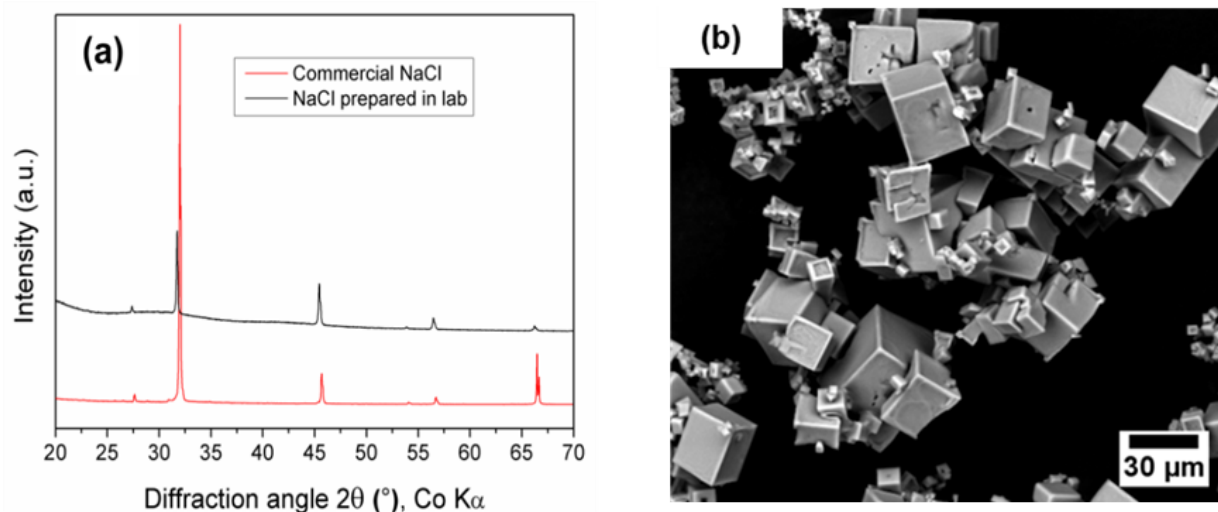 (a)
Commercial NaCl
NaCl prepared in lab
Intensity (a.u.)
20 25 30 35 40 45 50 55 60 65 70
Diffraction angle 2θ (°), Co Kα
(b)
30 µm